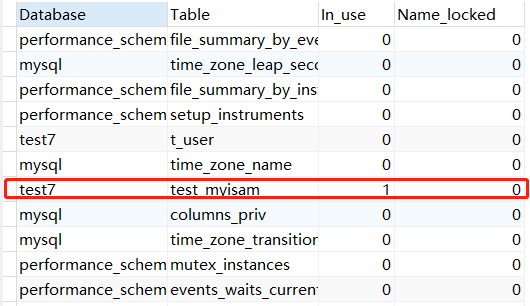 Database Table In_use Name_locked
performance_schem file_summary_by_eve 0 0
mysql time_zone_leap_seco 0 0
performance_schem file_summary_by_ins 0 0
performance_schem setup_instruments 0 0
test7 t_user 0 0
mysql time_zone_name 0 0
test7 test_myisam 1 0
mysql columns_priv 0 0
mysql time_zone_transition 0 0
performance_schem mutex_instances 0 0
performance_schem events_waits_current 0 0